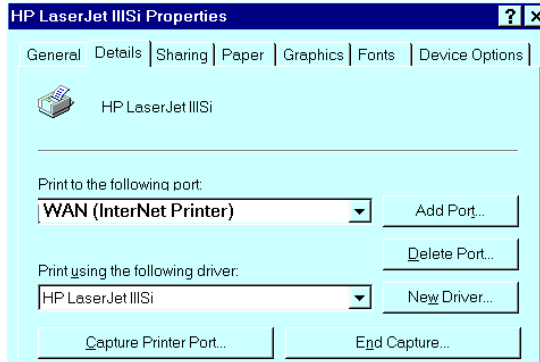 HP LaserJet IIISi Properties
General Details Sharing Paper Graphics Fonts Device Options
HP LaserJet IIISi
Print to the following port:
WAN (InterNet Printer) Add Port...
Delete Port...
Print using the following driver:
HP LaserJet IIISi New Driver...
Capture Printer Port... End Capture...